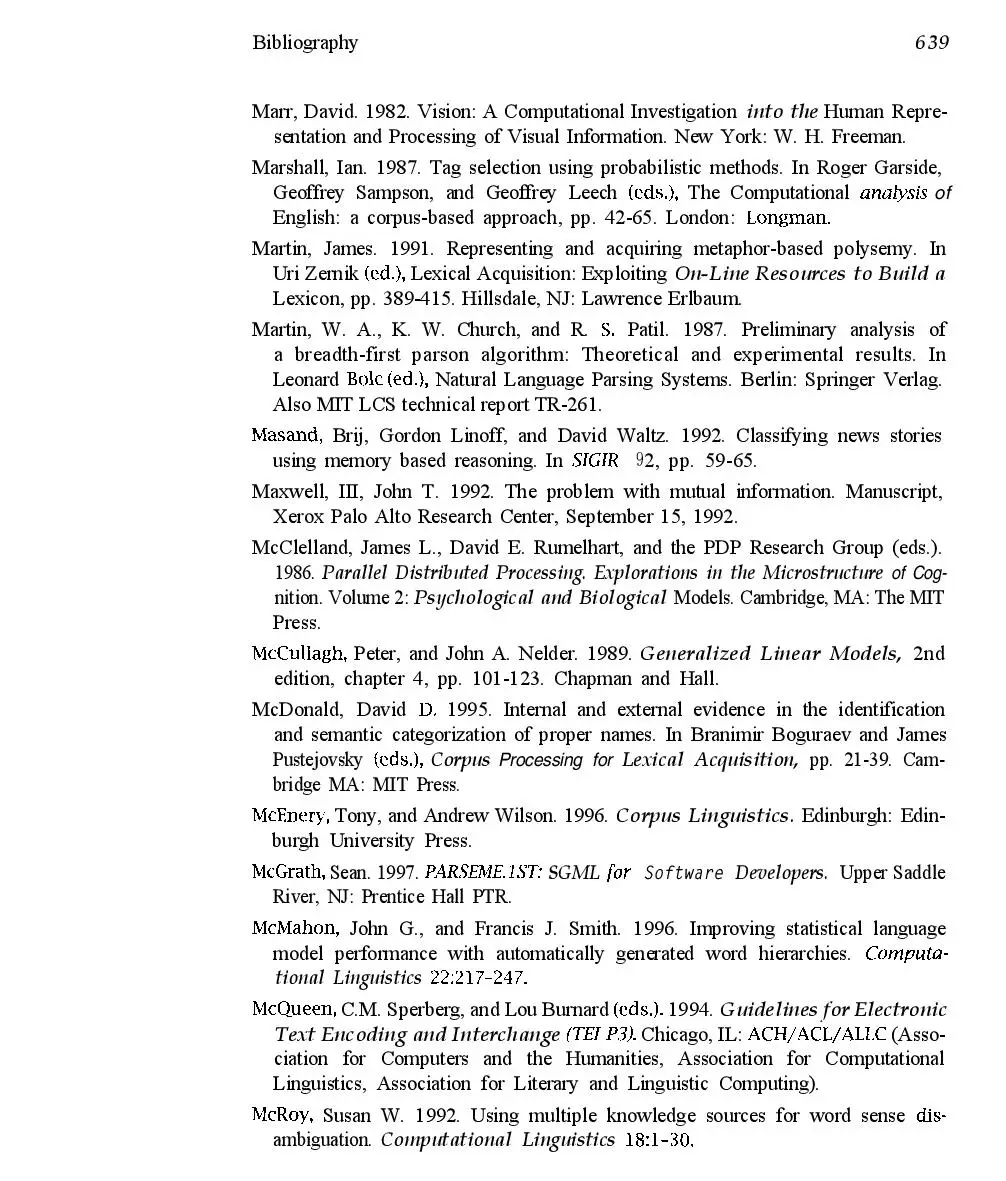 Bibliography 639
Marr, David. 1982. Vision: A Computational Investigation into the Human Repre-
sentation and Processing of Visual Information. New York: W. H. Freeman.
Marshall, Ian. 1987. Tag selection using probabilistic methods. In Roger Garside,
Geoffrey Sampson, and Geoffrey Leech (eds.), The Computational analysis of
English: a corpus-based approach, pp. 42-65. London: Longman.
Martin, James. 1991. Representing and acquiring metaphor-based polysemy. In
Uri Zernik (ed.), Lexical Acquisition: Exploiting On-Line Resources to Build a
Lexicon, pp. 389-415. Hillsdale, NJ: Lawrence Erlbaum.
Martin, W. A., K. W. Church, and R. S. Patil. 1987. Preliminary analysis of
a breadth-first parson algorithm: Theoretical and experimental results. In
Leonard Bolc (ed.), Natural Language Parsing Systems. Berlin: Springer Verlag.
Also MIT LCS technical report TR-261.
Masand, Brij, Gordon Linoff, and David Waltz. 1992. Classifying news stories
using memory based reasoning. In SIGIR 92, pp. 59-65.
Maxwell, III, John T. 1992. The problem with mutual information. Manuscript,
Xerox Palo Alto Research Center, September 15, 1992.
McClelland, James L., David E. Rumelhart, and the PDP Research Group (eds.).
1986. Parallel Distributed Processing. Explorations in the Microstructure of Cog-
nition. Volume 2: Psychological and Biological Models. Cambridge, MA: The MIT
Press.
McCullagh, Peter, and John A. Nelder. 1989. Generalized Linear Models, 2nd
edition, chapter 4, pp. 101-123. Chapman and Hall.
McDonald, David D. 1995. Internal and external evidence in the identification
and semantic categorization of proper names. In Branimir Boguraev and James
Pustejovsky (eds.), Corpus Processing for Lexical Acquisition, pp. 21-39. Cam-
bridge MA: MIT Press.
McEnery, Tony, and Andrew Wilson. 1996. Corpus Linguistics. Edinburgh: Edin-
burgh University Press.
McGrath, Sean. 1997. PARSEME.1ST: SGML for Software Developers. Upper Saddle
River, NJ: Prentice Hall PTR.
McMahon, John G., and Francis J. Smith. 1996. Improving statistical language
model performance with automatically generated word hierarchies. Computa-
tional Linguistics 22:217-247.
McQueen, C.M. Sperberg, and Lou Burnard (eds.). 1994. Guidelines for Electronic
Text Encoding and Interchange (TEI P3). Chicago, IL: ACH/ACL/ALLC (Asso-
ciation for Computers and the Humanities, Association for Computational
Linguistics, Association for Literary and Linguistic Computing).
McRoy, Susan W. 1992. Using multiple knowledge sources for word sense dis-
ambiguation. Computational Linguistics 18:1-30.